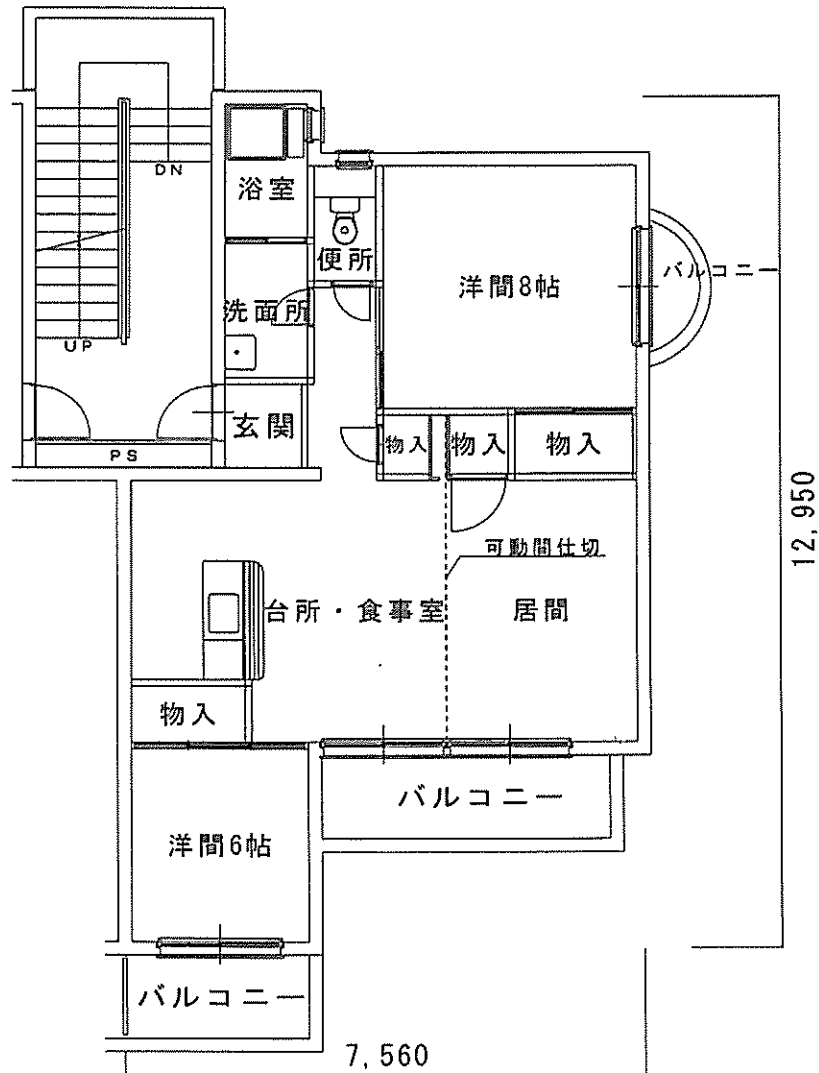 DN
浴室
便所
洋間8帖
バルコニー
洗面所
UP
玄関
物入
物入
物入
PS
12,950
可動間仕切
台所・食事室
居間
物入
バルコニー
洋間6帖
バルコニー
7,560